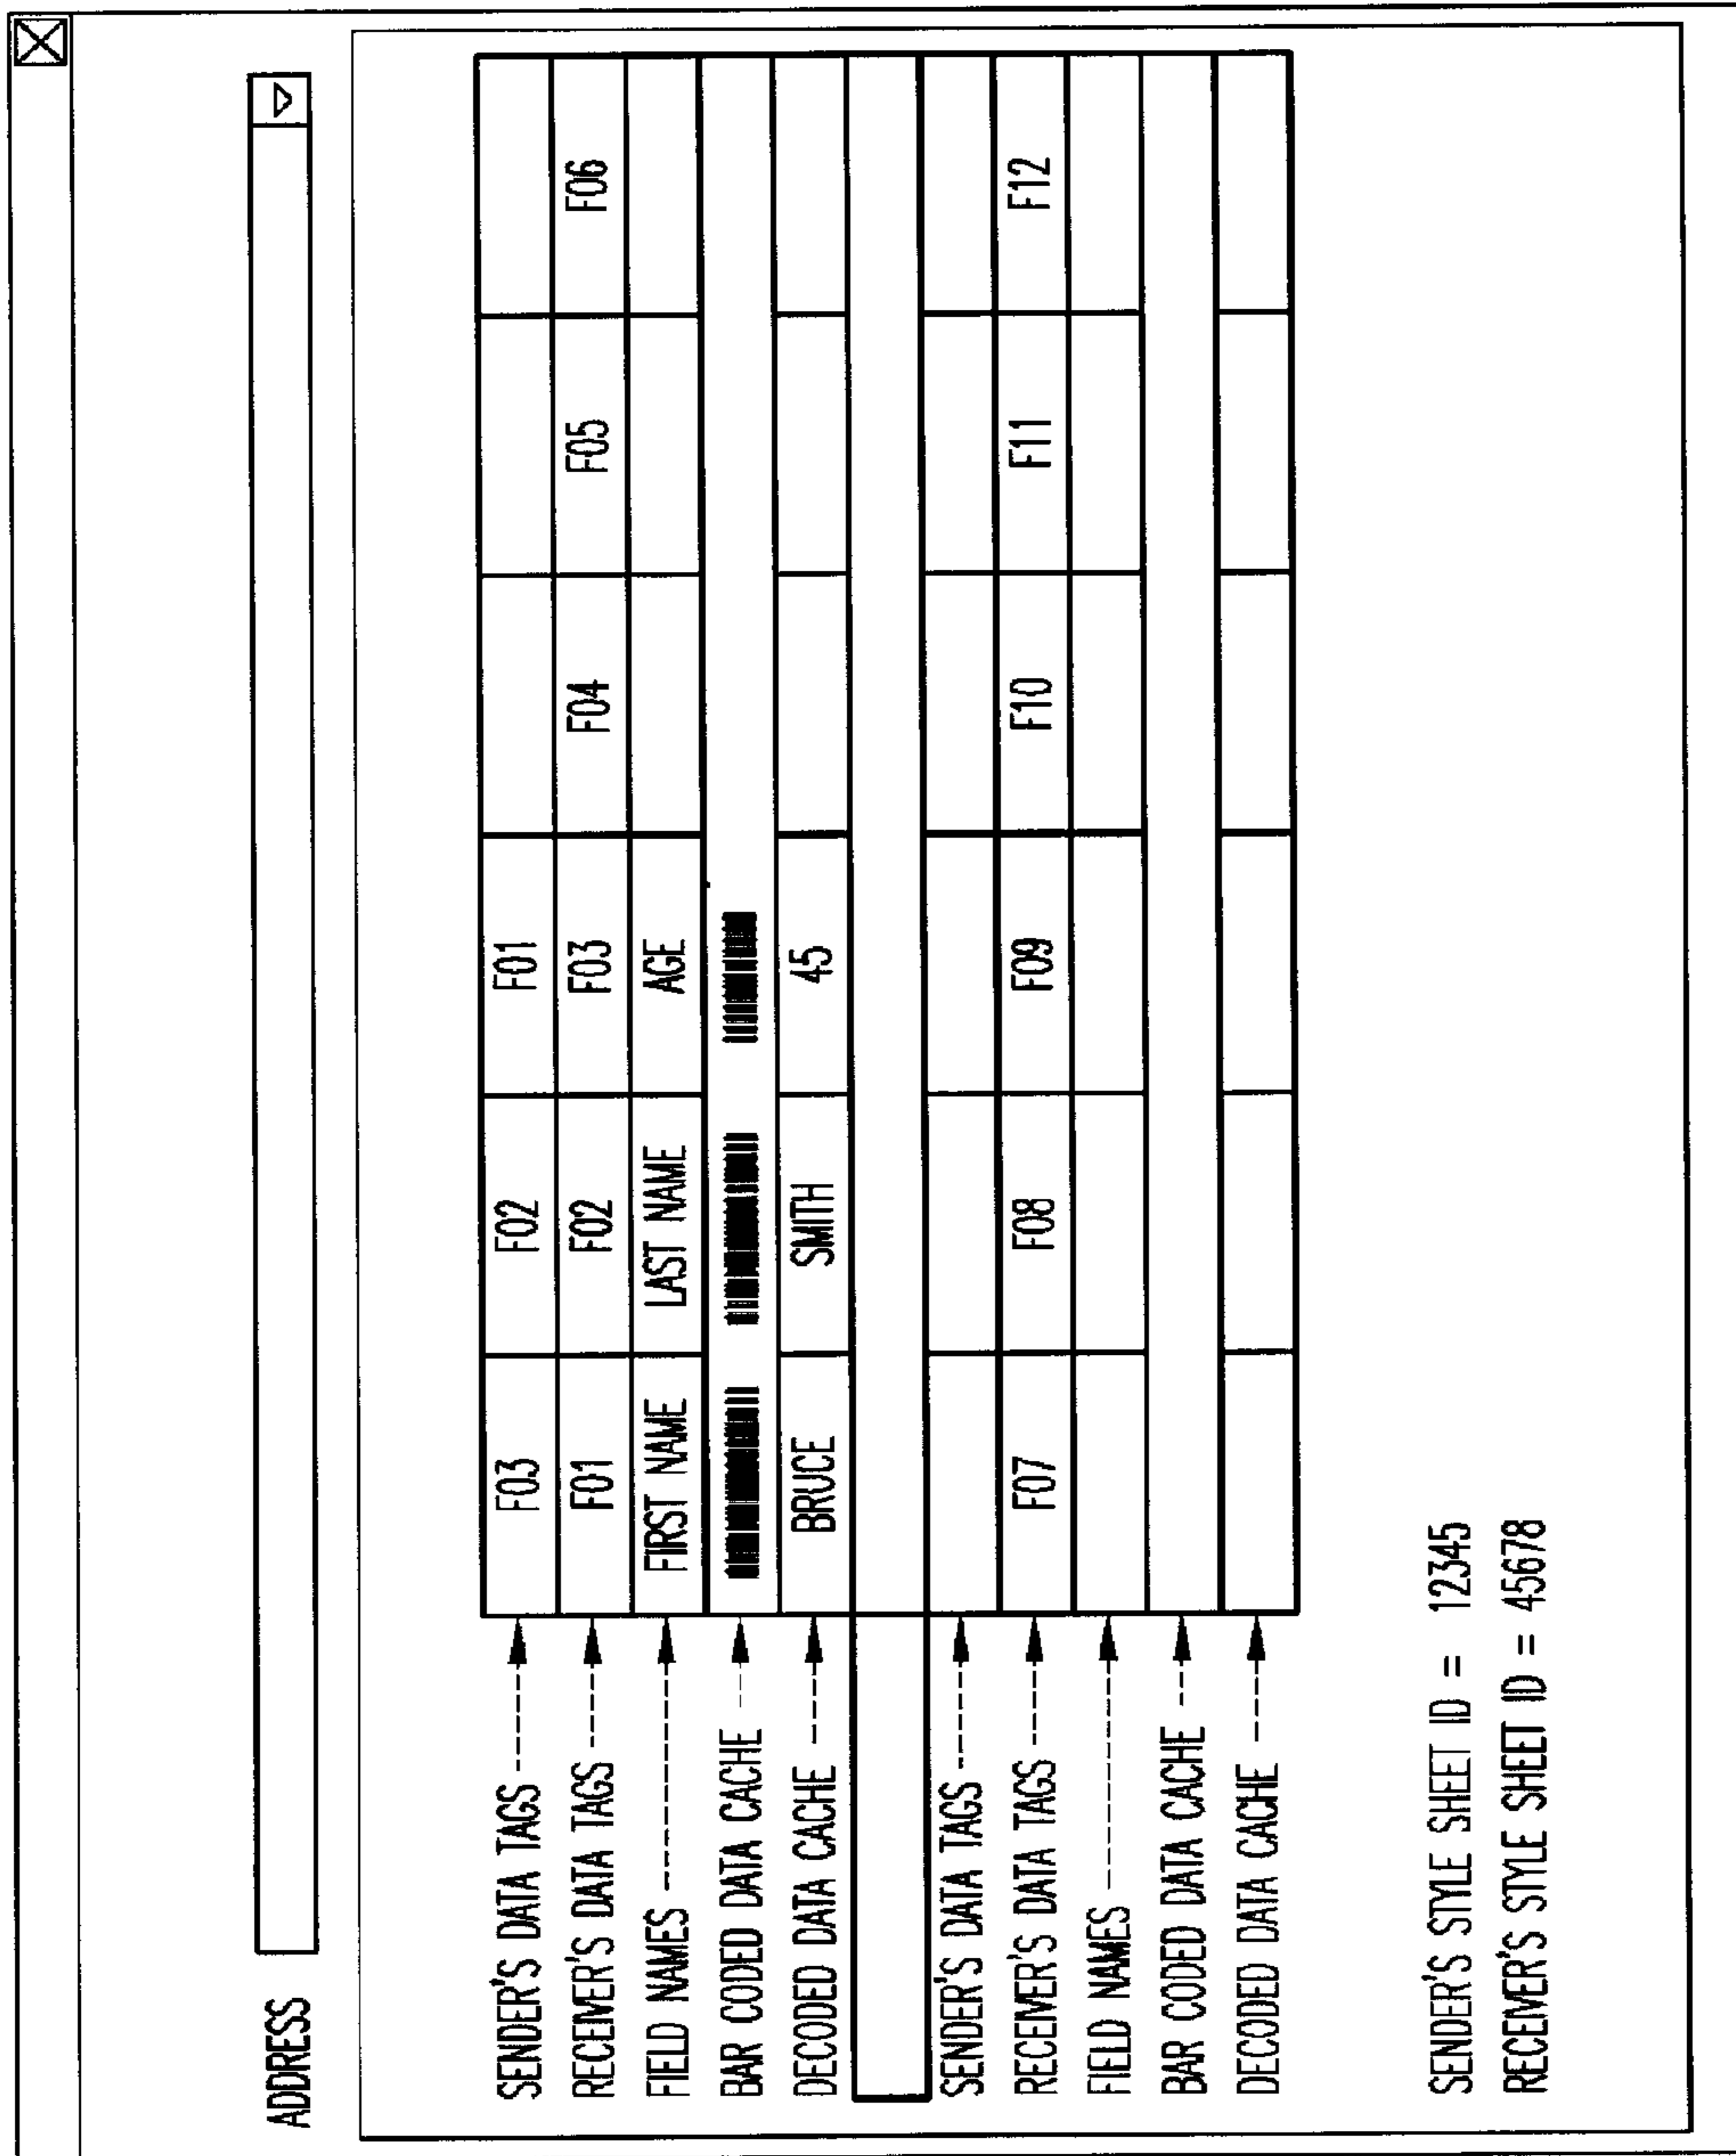 ADDRESS
SENDER'S DATA TAGS F03 F02 F01
RECEIVER'S DATA TAGS F01 F02 F03 F04 F05 F06
FIELD NAMES FIRST NAME LAST NAME AGE
BAR CODED DATA CACHE
DECODED DATA CACHE BRUCE SMITH 45
SENDER'S DATA TAGS
RECEIVER'S DATA TAGS F07 F08 F09 F10 F11 F12
FIELD NAMES
BAR CODED DATA CACHE
DECODED DATA CACHE
SENDER'S STYLE SHEET ID = 12345
RECEIVER'S STYLE SHEET ID = 45678